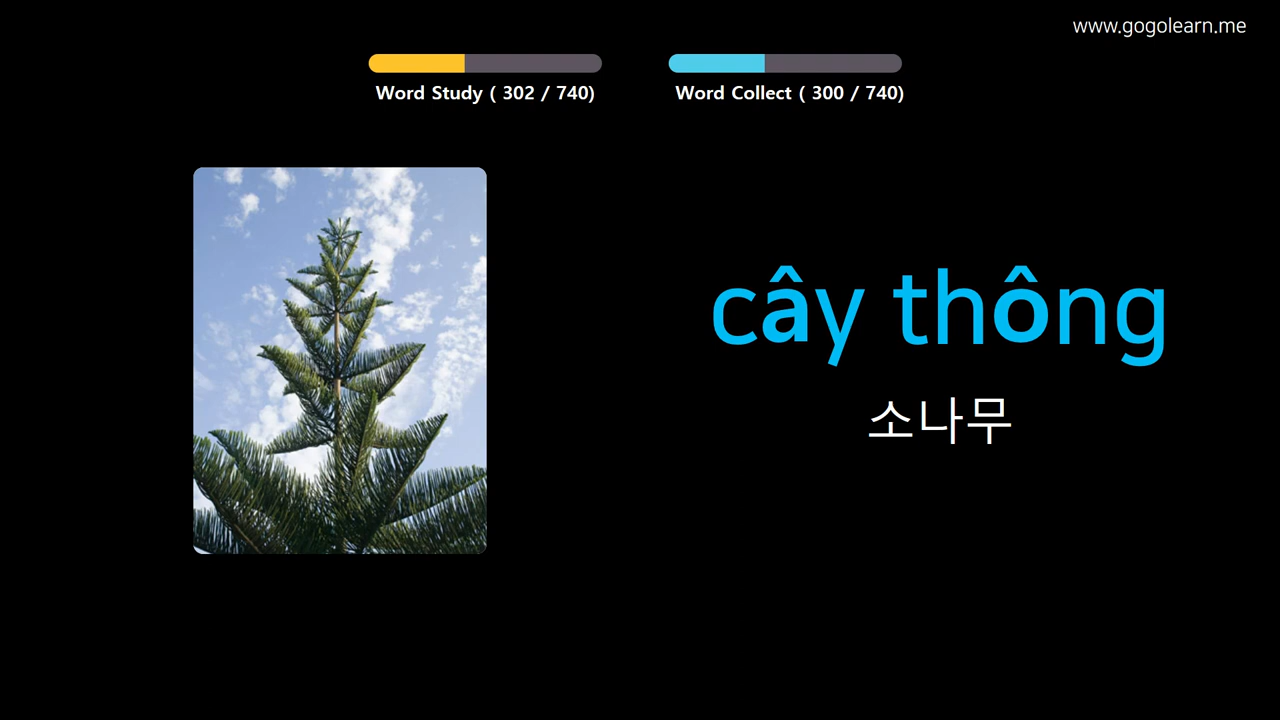 www.gogolearn.me
Word Study ( 302 / 740)
Word Collect ( 300 / 740)
cây thông
소나무